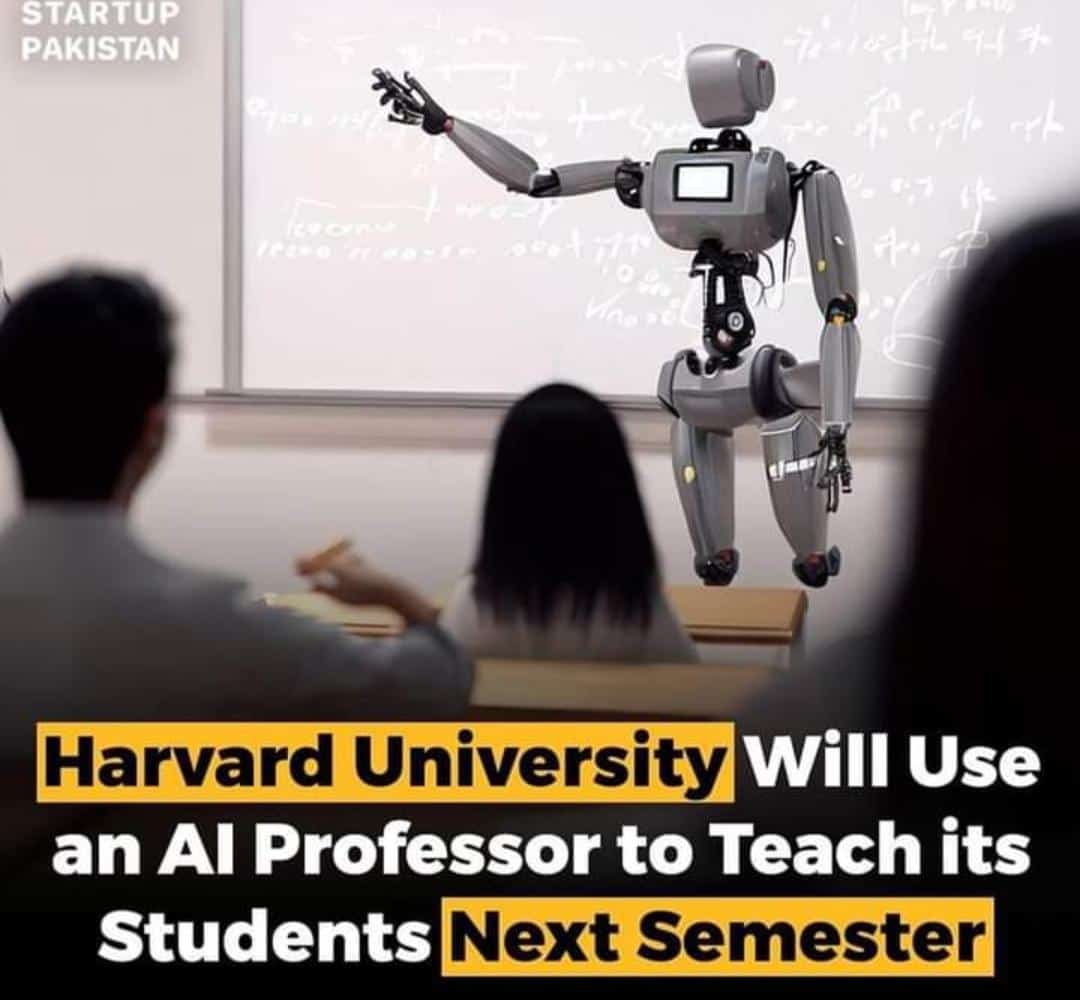 STARTUP
PAKISTAN
Harvard University Will Use
an AI Professor to Teach its
Students Next Semester